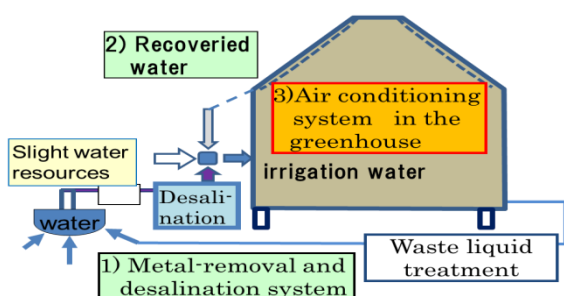 2) Recoveried
water
3)Air conditioning
system in the
greenhouse
Slight water
resources
irrigation water
Desali-
nation
water
Waste liquid
treatment
1) Metal-removal and
desalination system